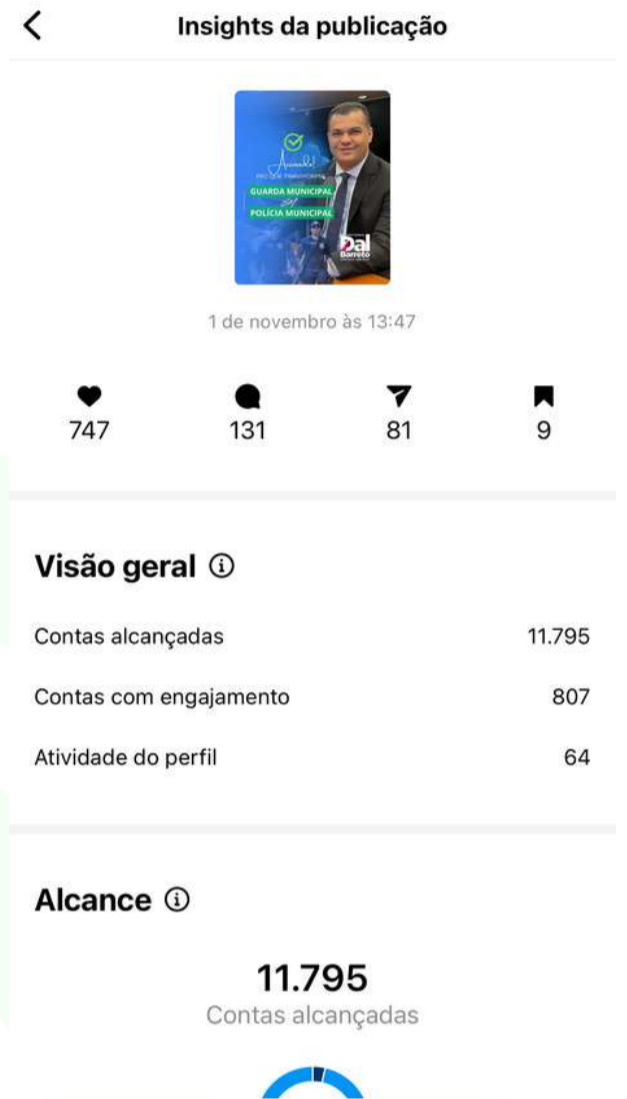 Insights da publicação
Aprovado!
GUARDA MUNICIPAL
em
POLÍCIA MUNICIPAL
Dal
Barreto
1 de novembro às 13:47
747 131 81 9
Visão geral
Contas alcançadas 11.795
Contas com engajamento 807
Atividade do perfil 64
Alcance
11.795
Contas alcançadas